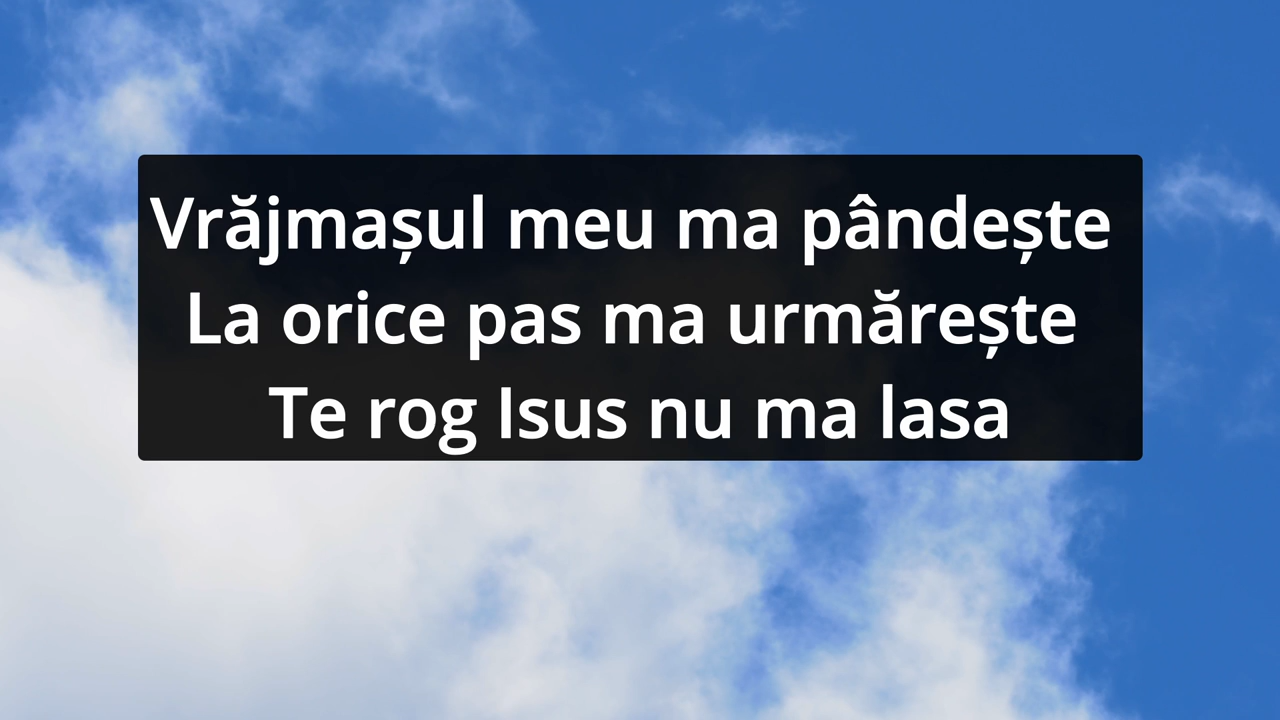 Vrăjmașul meu ma pândește
La orice pas ma urmărește
Te rog Isus nu ma lasa